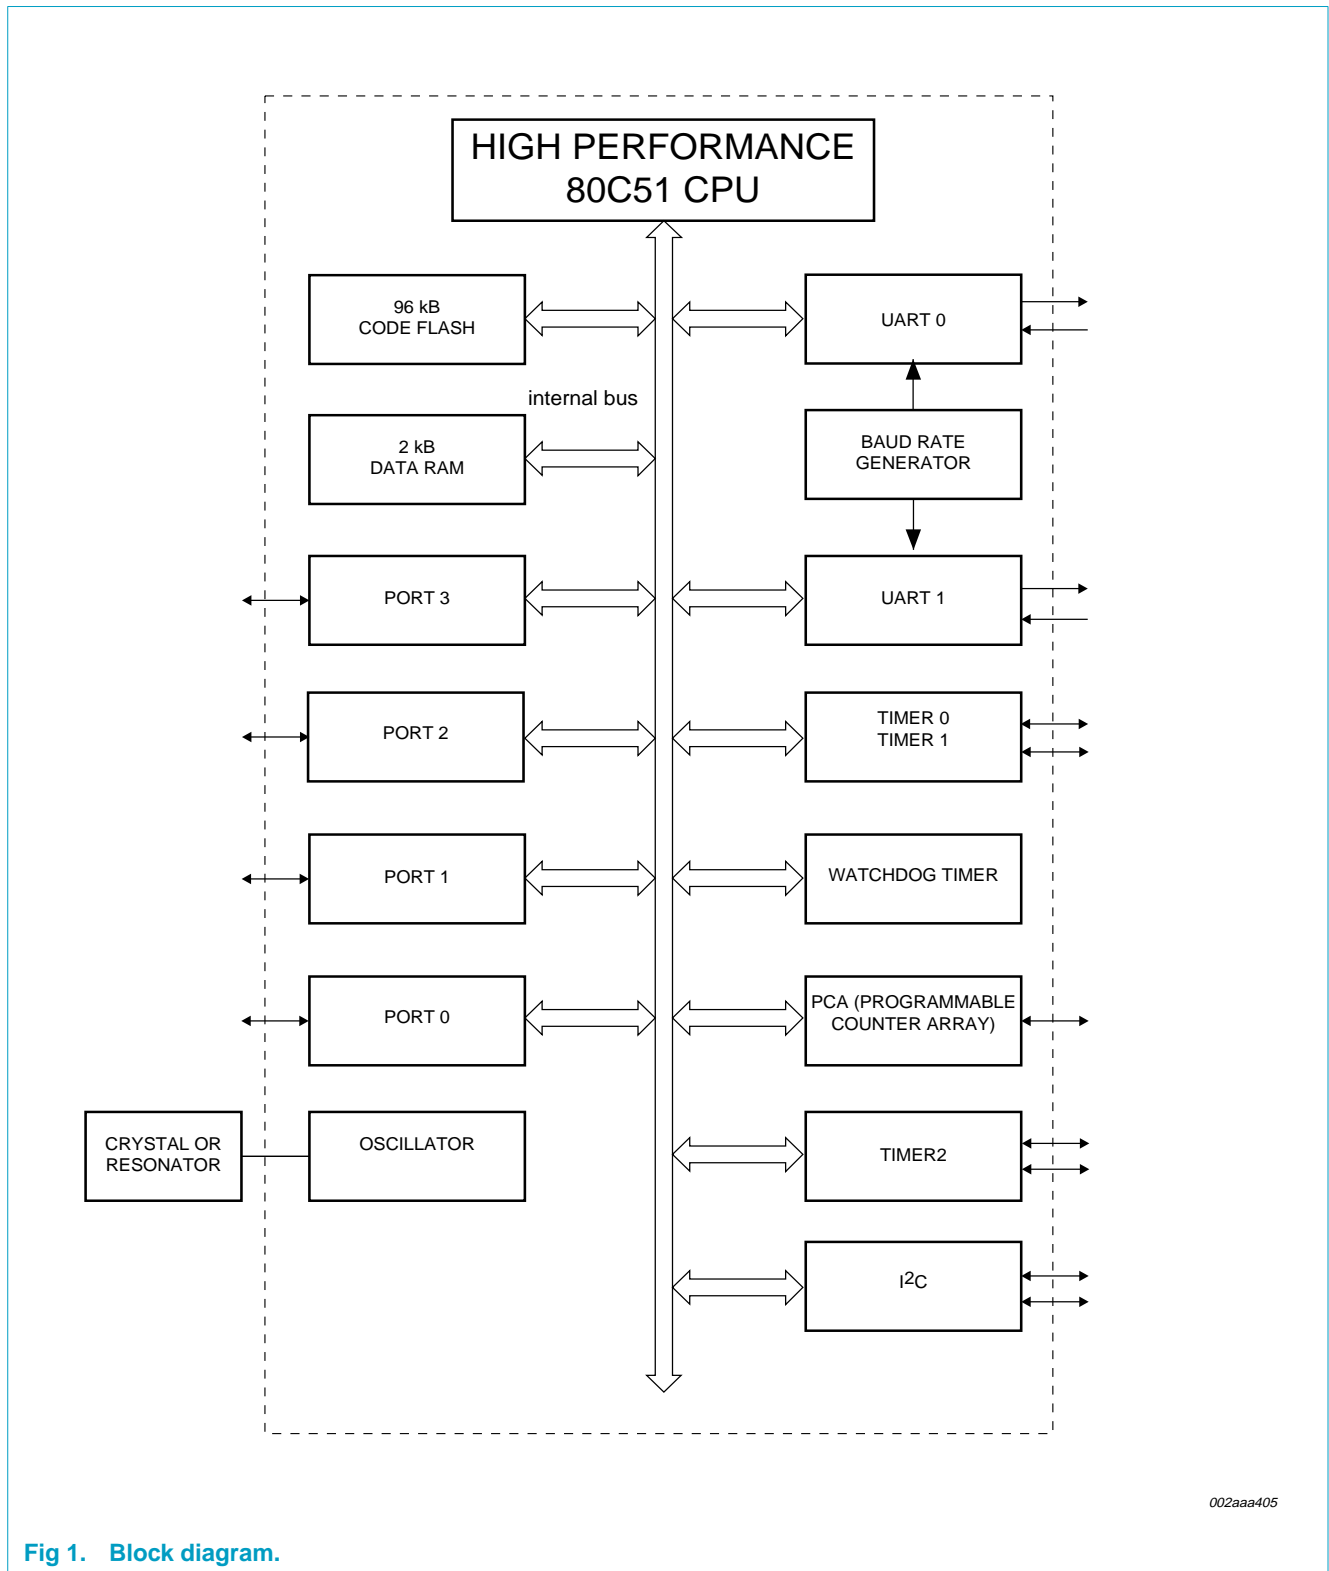 HIGH PERFORMANCE
80C51 CPU
96 kB
CODE FLASH
UART 0
internal bus
2 kB
DATA RAM
BAUD RATE
GENERATOR
PORT 3
UART 1
PORT 2
TIMER 0
TIMER 1
PORT 1
WATCHDOG TIMER
PORT 0
PCA (PROGRAMMABLE
COUNTER ARRAY)
CRYSTAL OR
RESONATOR
OSCILLATOR
TIMER2
I²C
002aaa405
Fig 1. Block diagram.